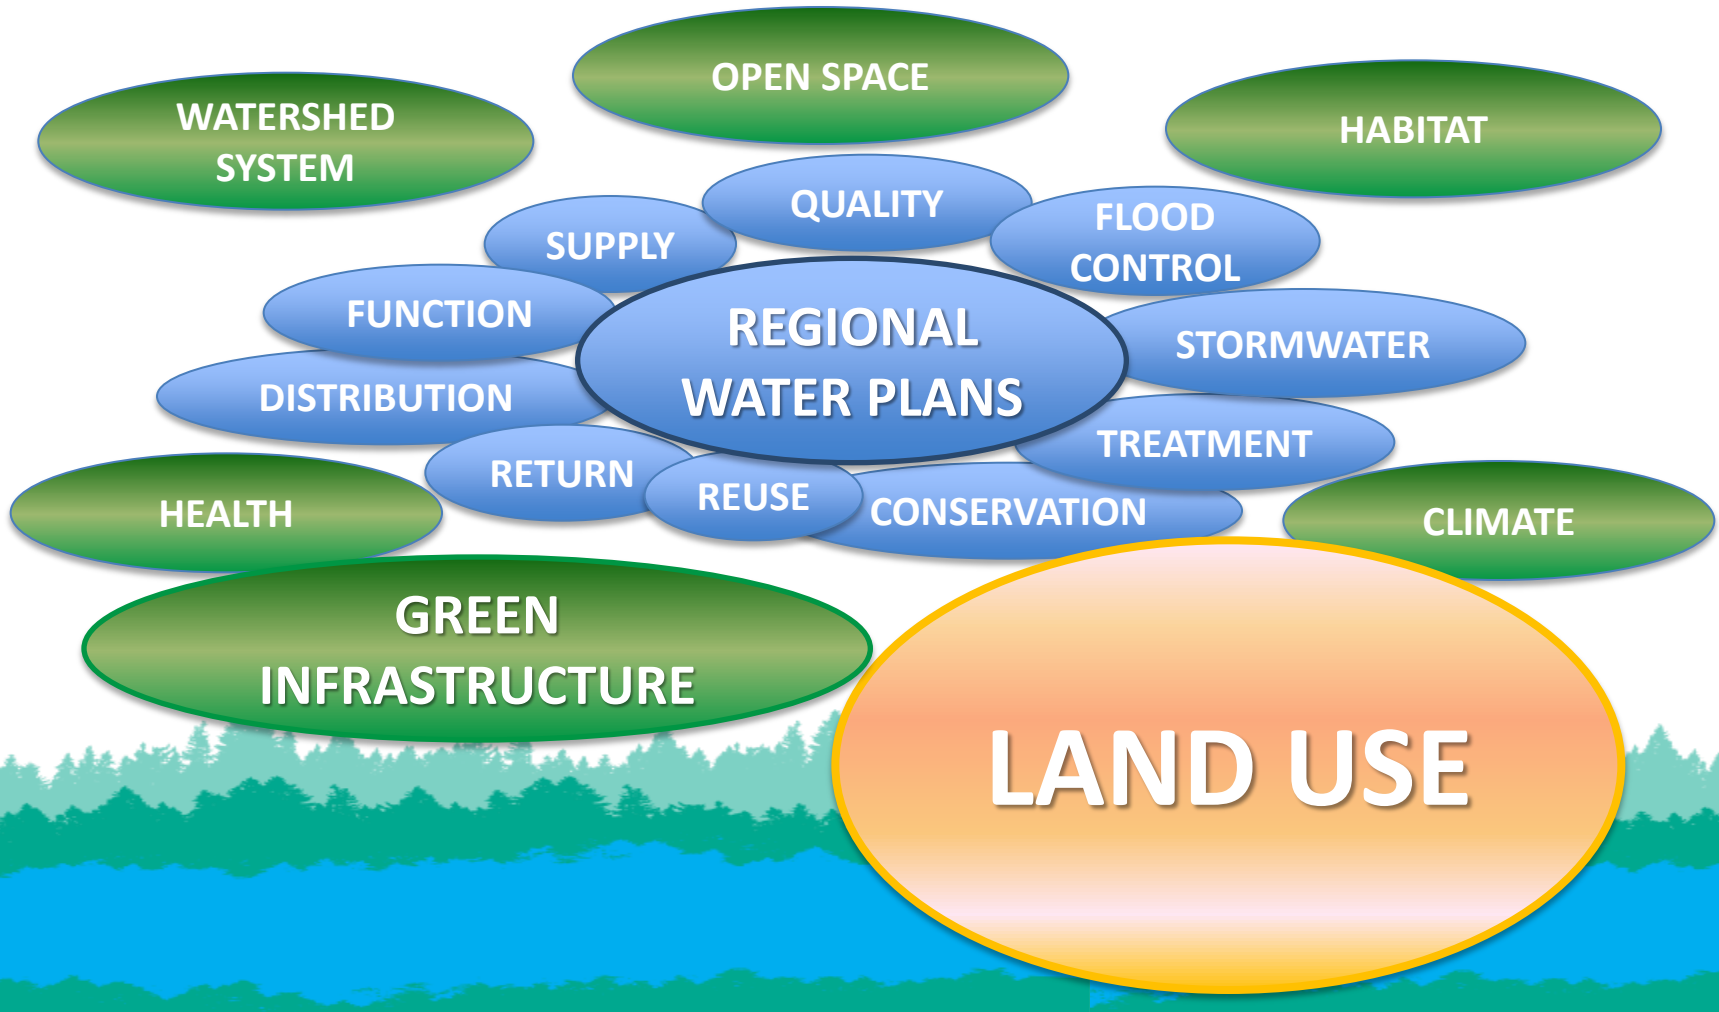 OPEN SPACE
WATERSHED
SYSTEM
HABITAT
QUALITY
FLOOD
CONTROL
SUPPLY
FUNCTION
REGIONAL
WATER PLANS
STORMWATER
DISTRIBUTION
TREATMENT
RETURN
REUSE
CONSERVATION
HEALTH
CLIMATE
GREEN
INFRASTRUCTURE
LAND USE